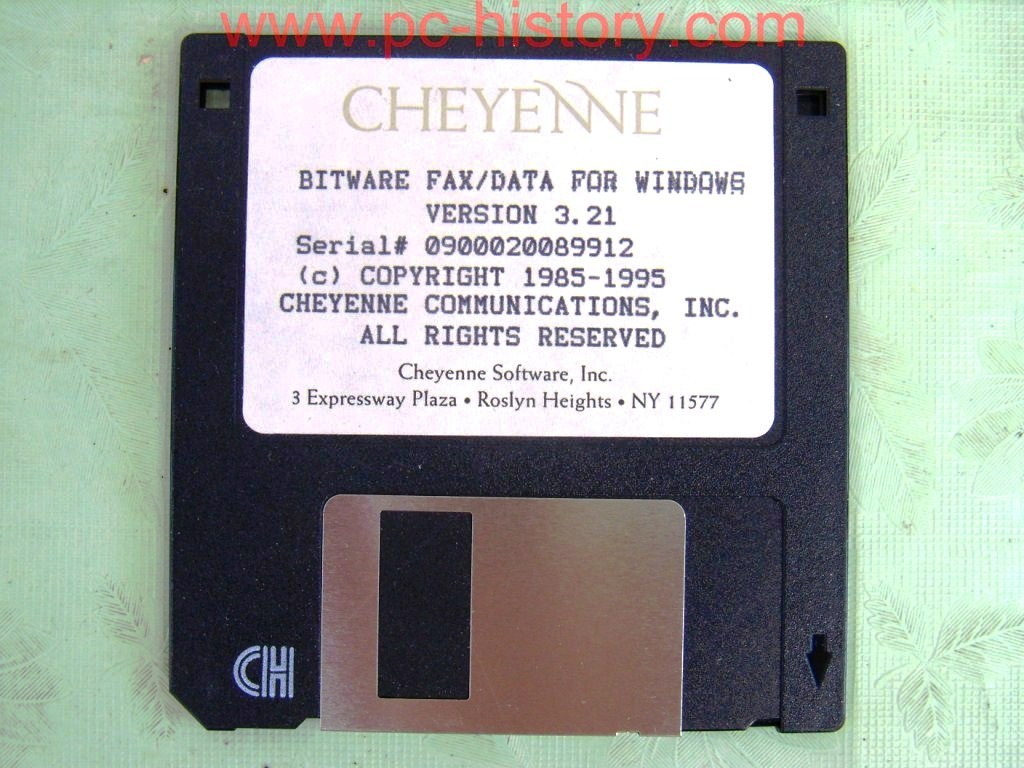 www.pc-history.com
CHEYENNE
BITWARE FAX/DATA FOR WINDOWS
VERSION 3.21
Serial# 0900020089912
(c) COPYRIGHT 1985-1995
CHEYENNE COMMUNICATIONS, INC.
ALL RIGHTS RESERVED
Cheyenne Software, Inc.
3 Expressway Plaza • Roslyn Heights • NY 11577
CH